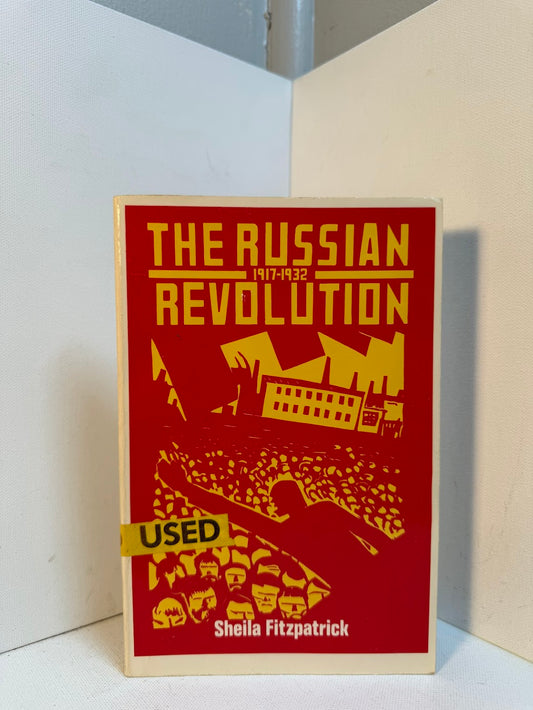 THE RUSSIAN
1917-1932
REVOLUTION
USED
Sheila Fitzpatrick